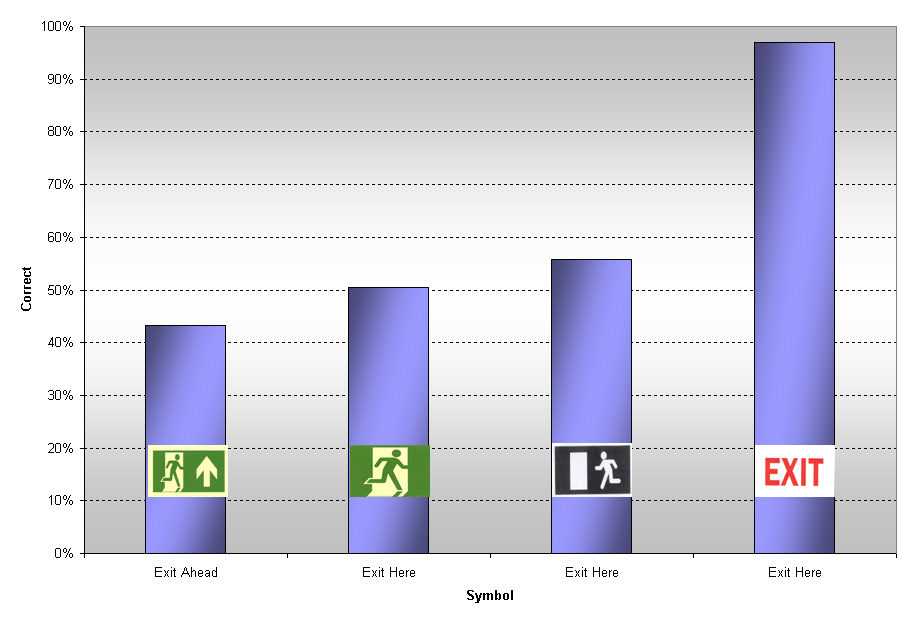 100%
90%
80%
70%
60%
50%
40%
30%
20%
10%
0%
Correct
EXIT
Exit Ahead
Exit Here
Exit Here
Exit Here
Symbol